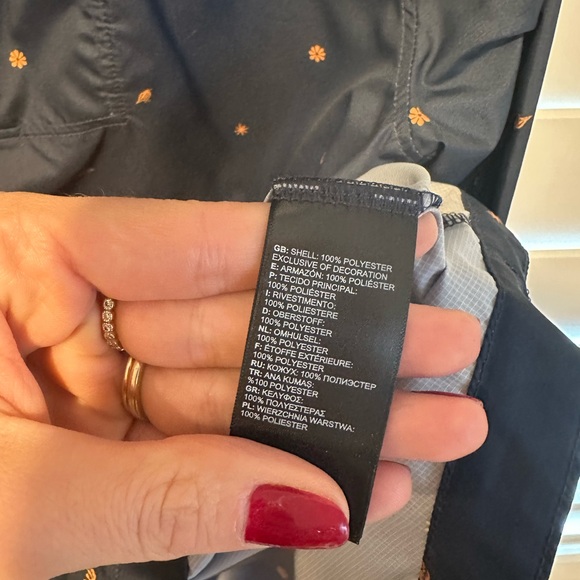 GB: SHELL: 100% POLYESTER
EXCLUSIVE OF DECORATION
E: ARMAZÓN: 100% POLIÉSTER
P: TECIDO PRINCIPAL:
100% POLIÉSTER
I: RIVESTIMENTO:
100% POLIESTERE
D: OBERSTOFF:
100% POLYESTER
NL: OMHULSEL:
100% POLYESTER
F: ÉTOFFE EXTÉRIEURE:
100% POLYESTER
RU: КОЖУХ: 100% ПОЛИЭСТЕР
TR: ANA KUMAŞ:
%100 POLYESTER
GR: ΚΕΛΥΦΟΣ:
100% ΠΟΛΥΕΣΤΕΡΑΣ
PL: WIERZCHNIA WARSTWA:
100% POLIESTER